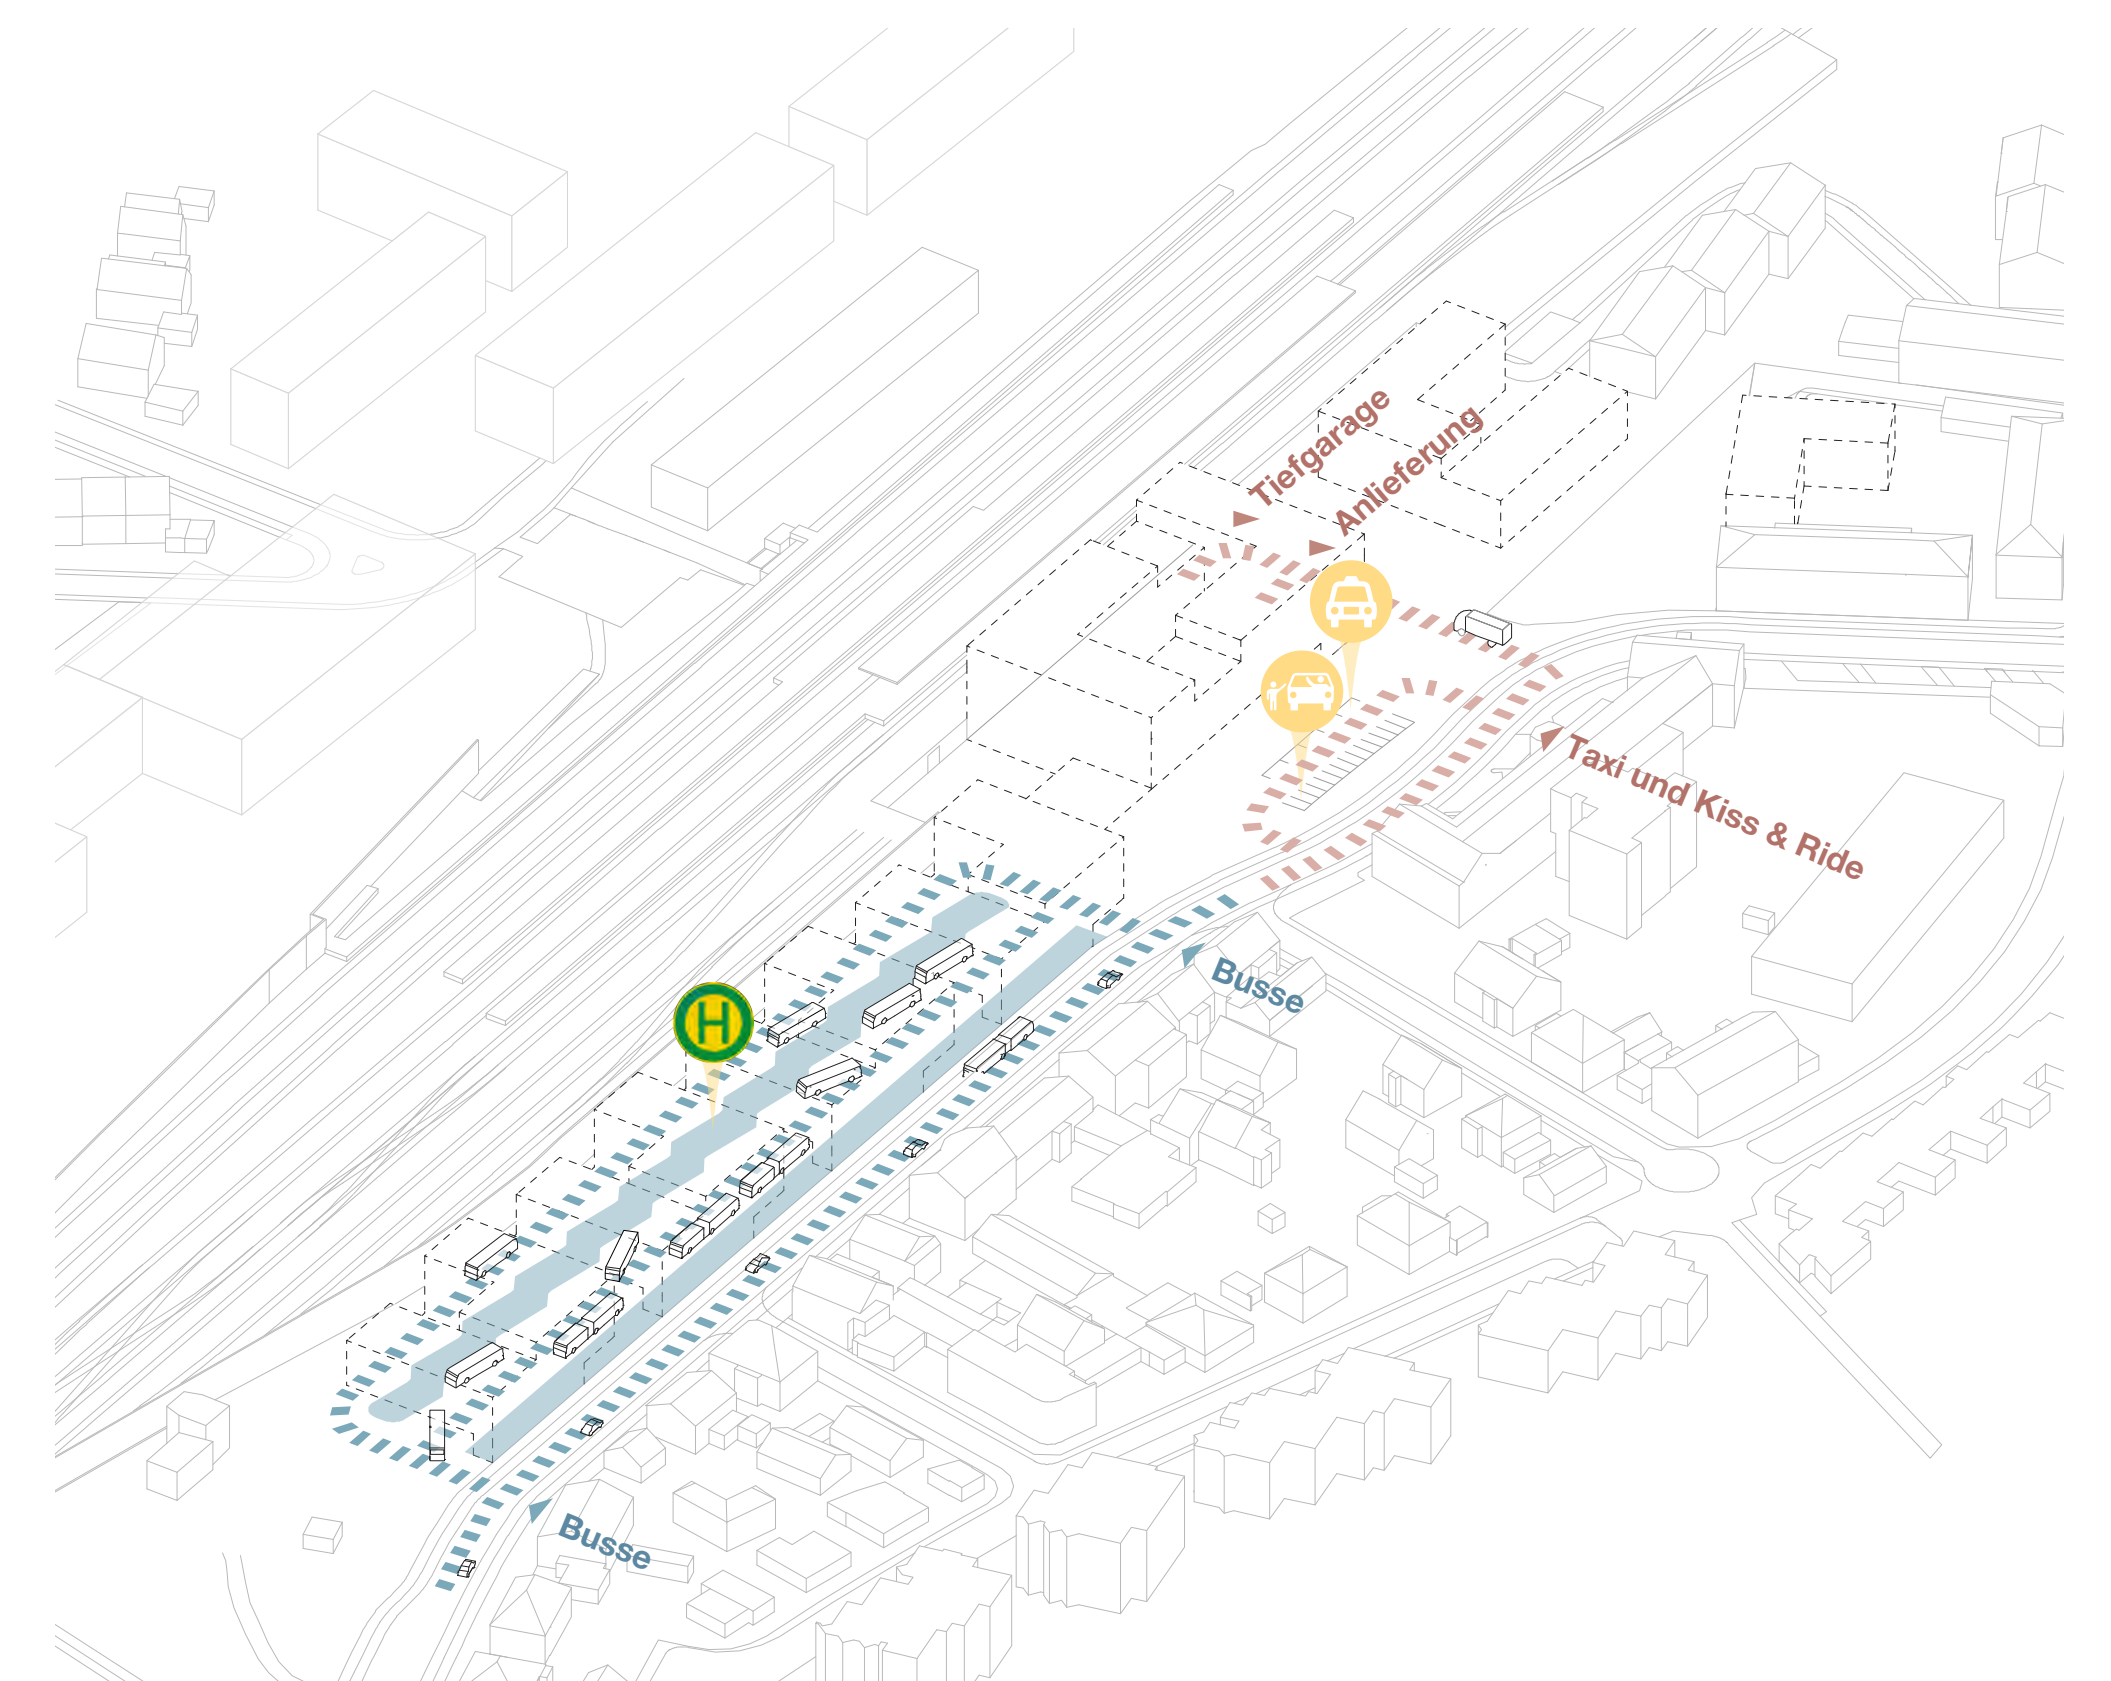 Tiefgarage
Anlieferung
Taxi und Kiss & Ride
Busse
H
Busse